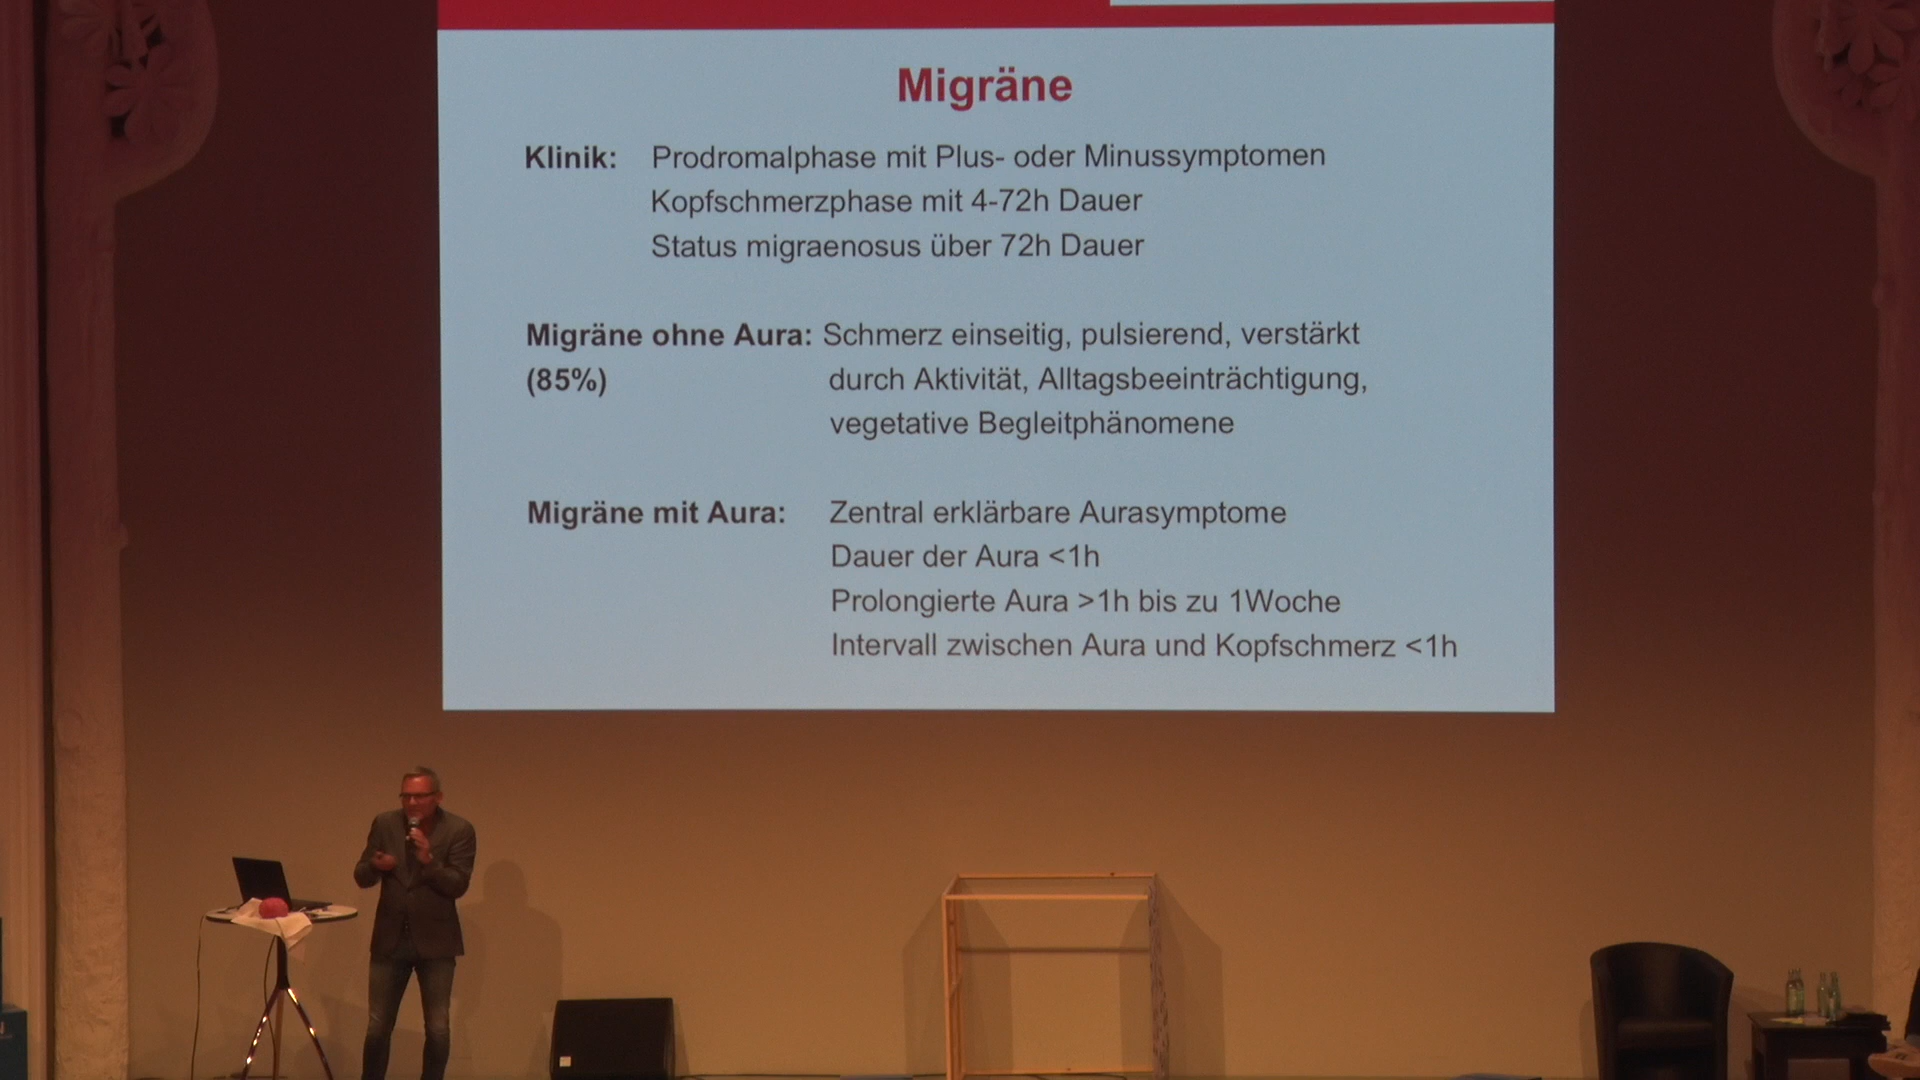 Migräne
Klinik: Prodromalphase mit Plus- oder Minussymptomen
Kopfschmerzphase mit 4-72h Dauer
Status migraenosus über 72h Dauer
Migräne ohne Aura: Schmerz einseitig, pulsierend, verstärkt
(85%) durch Aktivität, Alltagsbeeinträchtigung,
vegetative Begleitphänomene
Migräne mit Aura: Zentral erklärbare Aurasymptome
Dauer der Aura <1h
Prolongierte Aura >1h bis zu 1Woche
Intervall zwischen Aura und Kopfschmerz <1h